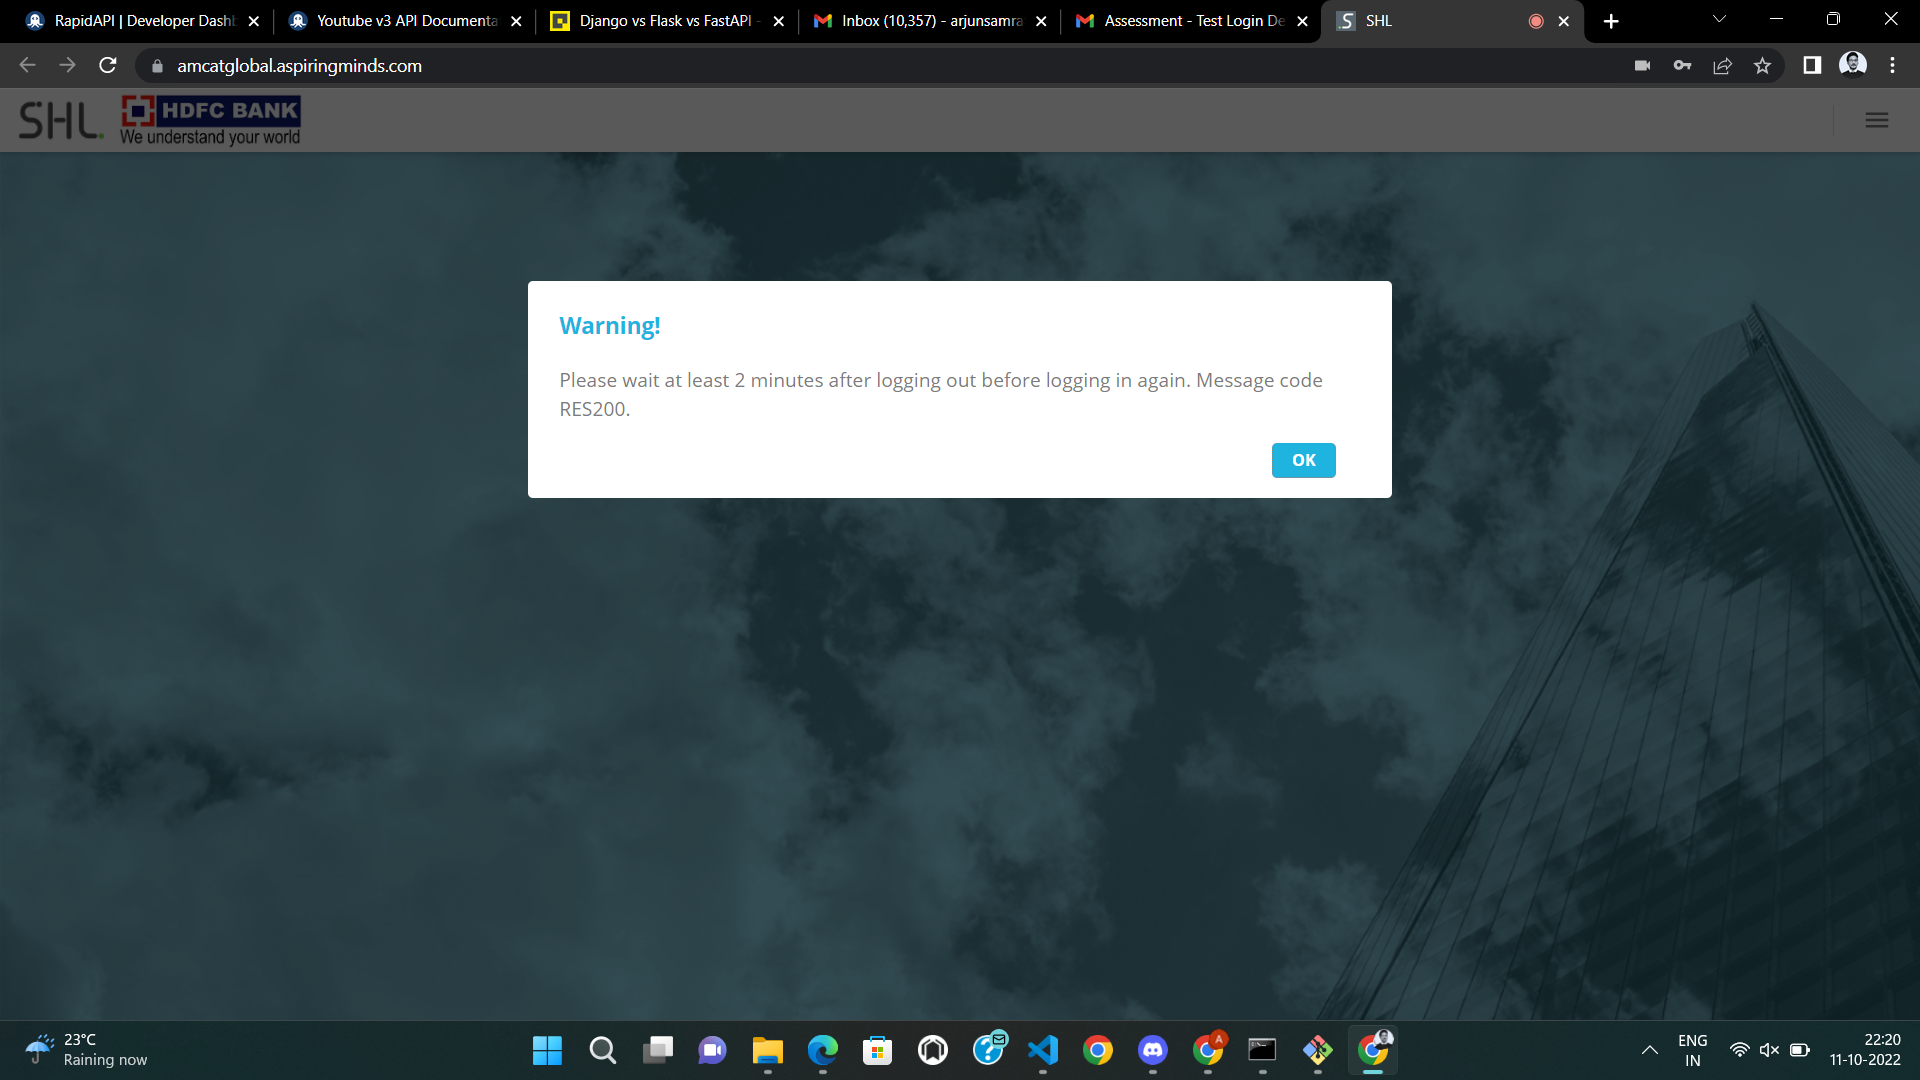 RapidAPI | Developer Dashb
Youtube v3 API Documenta
Django vs Flask vs FastAPI -
Inbox (10,357) - arjunsamra
Assessment - Test Login De
SHL
amcatglobal.aspiringminds.com
SHL.
HDFC BANK
We understand your world
Warning!
Please wait at least 2 minutes after logging out before logging in again. Message code
RES200.
OK
23°C
Raining now
A
ENG
IN
22:20
11-10-2022